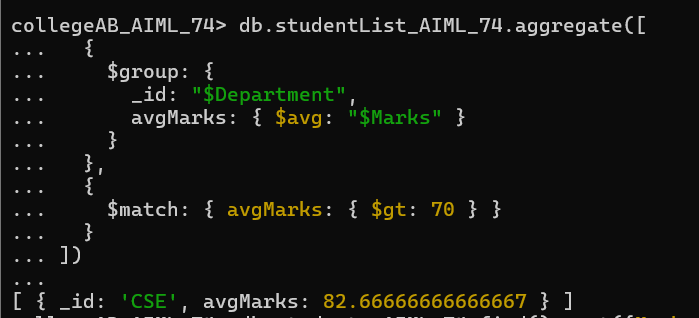 collegeAB_AIML_74> db.studentList_AIML_74.aggregate([
...   {
...     $group: {
...       _id: "$Department",
...       avgMarks: { $avg: "$Marks" }
...     }
...   },
...   {
...     $match: { avgMarks: { $gt: 70 } }
...   }
... ])
...
[ { _id: 'CSE', avgMarks: 82.66666666666667 } ]